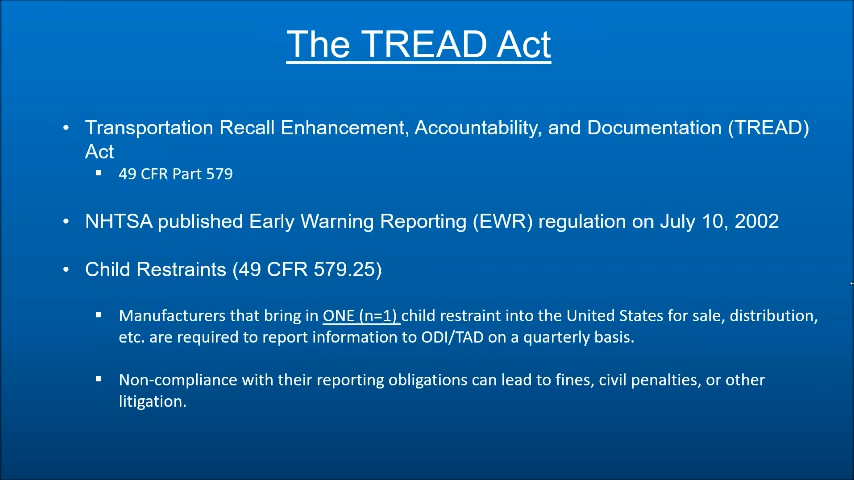 The TREAD Act
• Transportation Recall Enhancement, Accountability, and Documentation (TREAD)
Act
▪ 49 CFR Part 579
• NHTSA published Early Warning Reporting (EWR) regulation on July 10, 2002
• Child Restraints (49 CFR 579.25)
▪ Manufacturers that bring in ONE (n=1) child restraint into the United States for sale, distribution,
etc. are required to report information to ODI/TAD on a quarterly basis.
▪ Non-compliance with their reporting obligations can lead to fines, civil penalties, or other
litigation.